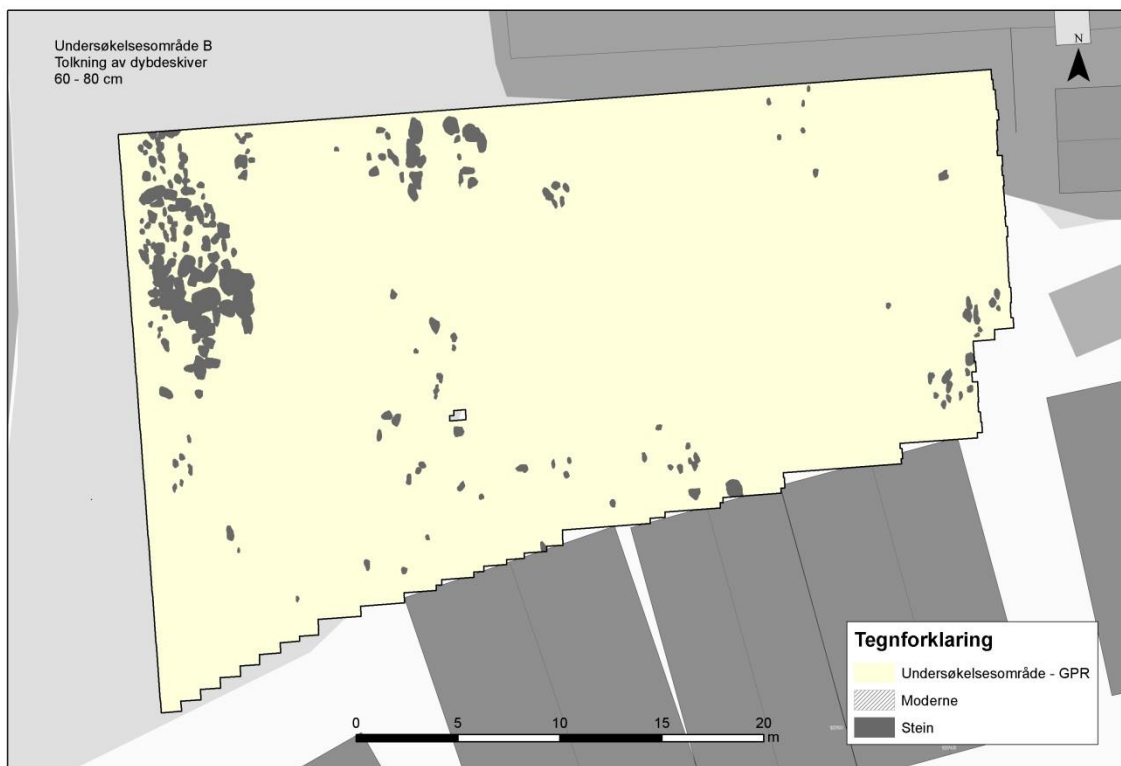 Undersøkelsesområde B
Tolkning av dybdeskiver
60 - 80 cm
N
Tegnforklaring
Undersøkelsesområde - GPR
Moderne
Stein
0 5 10 15 20
m